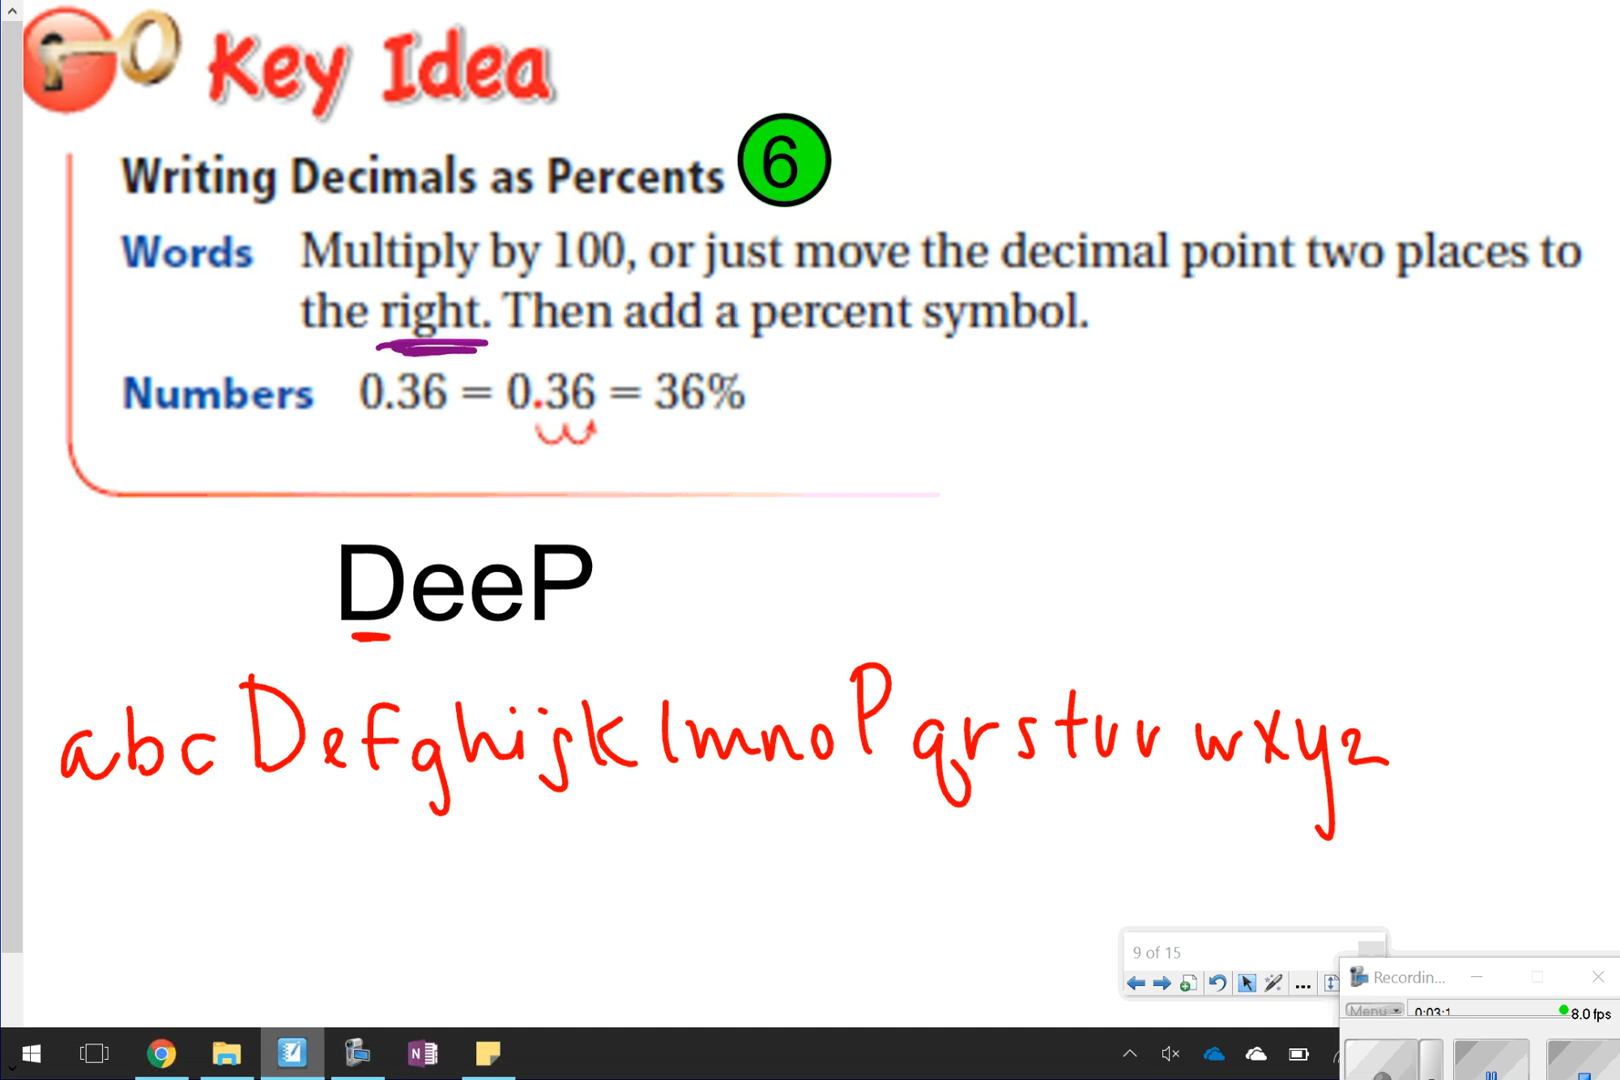 Key Idea
Writing Decimals as Percents 6
Words Multiply by 100, or just move the decimal point two places to
the right. Then add a percent symbol.
Numbers 0.36 = 0.36 = 36%
DeeP
abcDefghijklmnoPqrstuvwxyz
9 of 15
...
Recordin...
Menu 0:03:1 8.0 fps
N